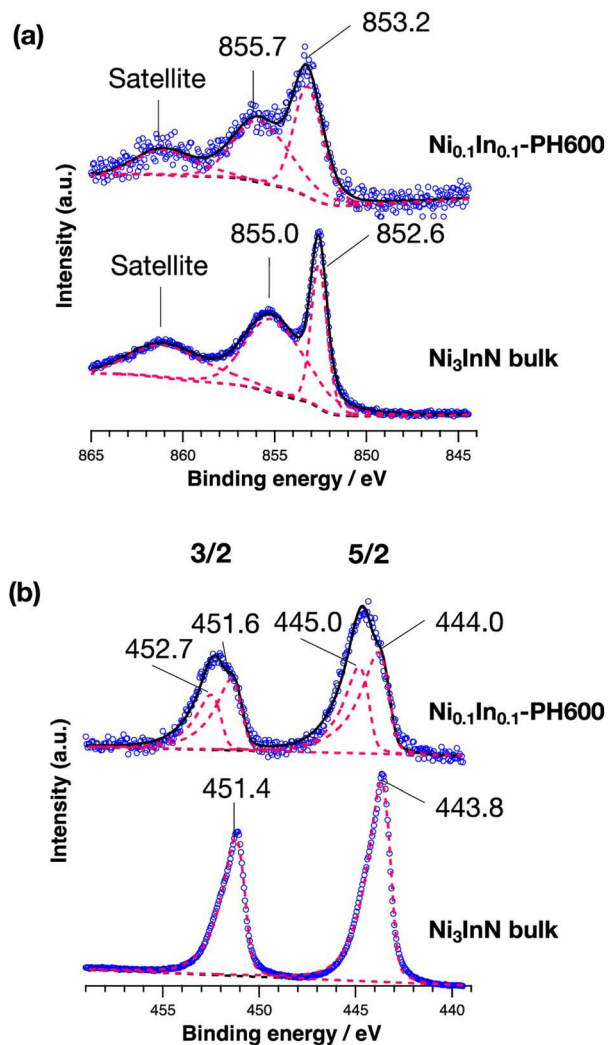 (a)
853.2
855.7
Satellite
Ni0.1In0.1-PH600
855.0
852.6
Satellite
Ni3InN bulk
Intensity (a.u.)
865 860 855 850 845
Binding energy / eV
3/2 5/2
(b)
451.6 445.0 444.0
452.7
Ni0.1In0.1-PH600
451.4
443.8
Ni3InN bulk
Intensity (a.u.)
455 450 445 440
Binding energy / eV